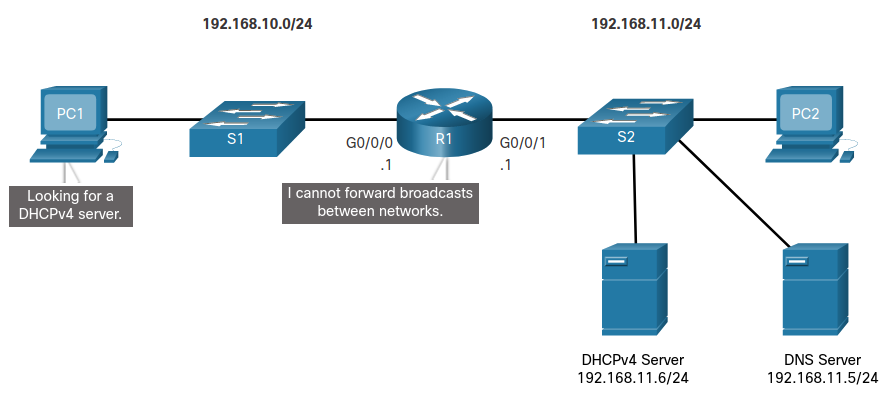 192.168.10.0/24
192.168.11.0/24
PC1
S1
R1
S2
PC2
G0/0/0
.1
G0/0/1
.1
Looking for a
DHCPv4 server.
I cannot forward broadcasts
between networks.
DHCPv4 Server
192.168.11.6/24
DNS Server
192.168.11.5/24